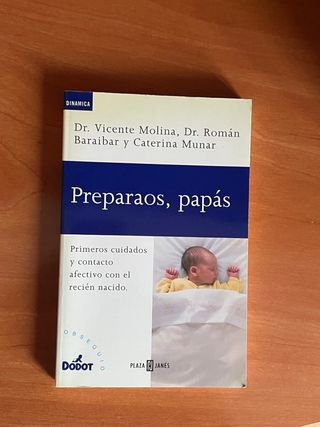 DINAMICA
Dr. Vicente Molina, Dr. Román
Baraibar y Caterina Munar
Preparaos, papás
Primeros cuidados
y contacto
afectivo con el
recién nacido.
OBSEQUIO
DODOT
PLAZA JANÉS